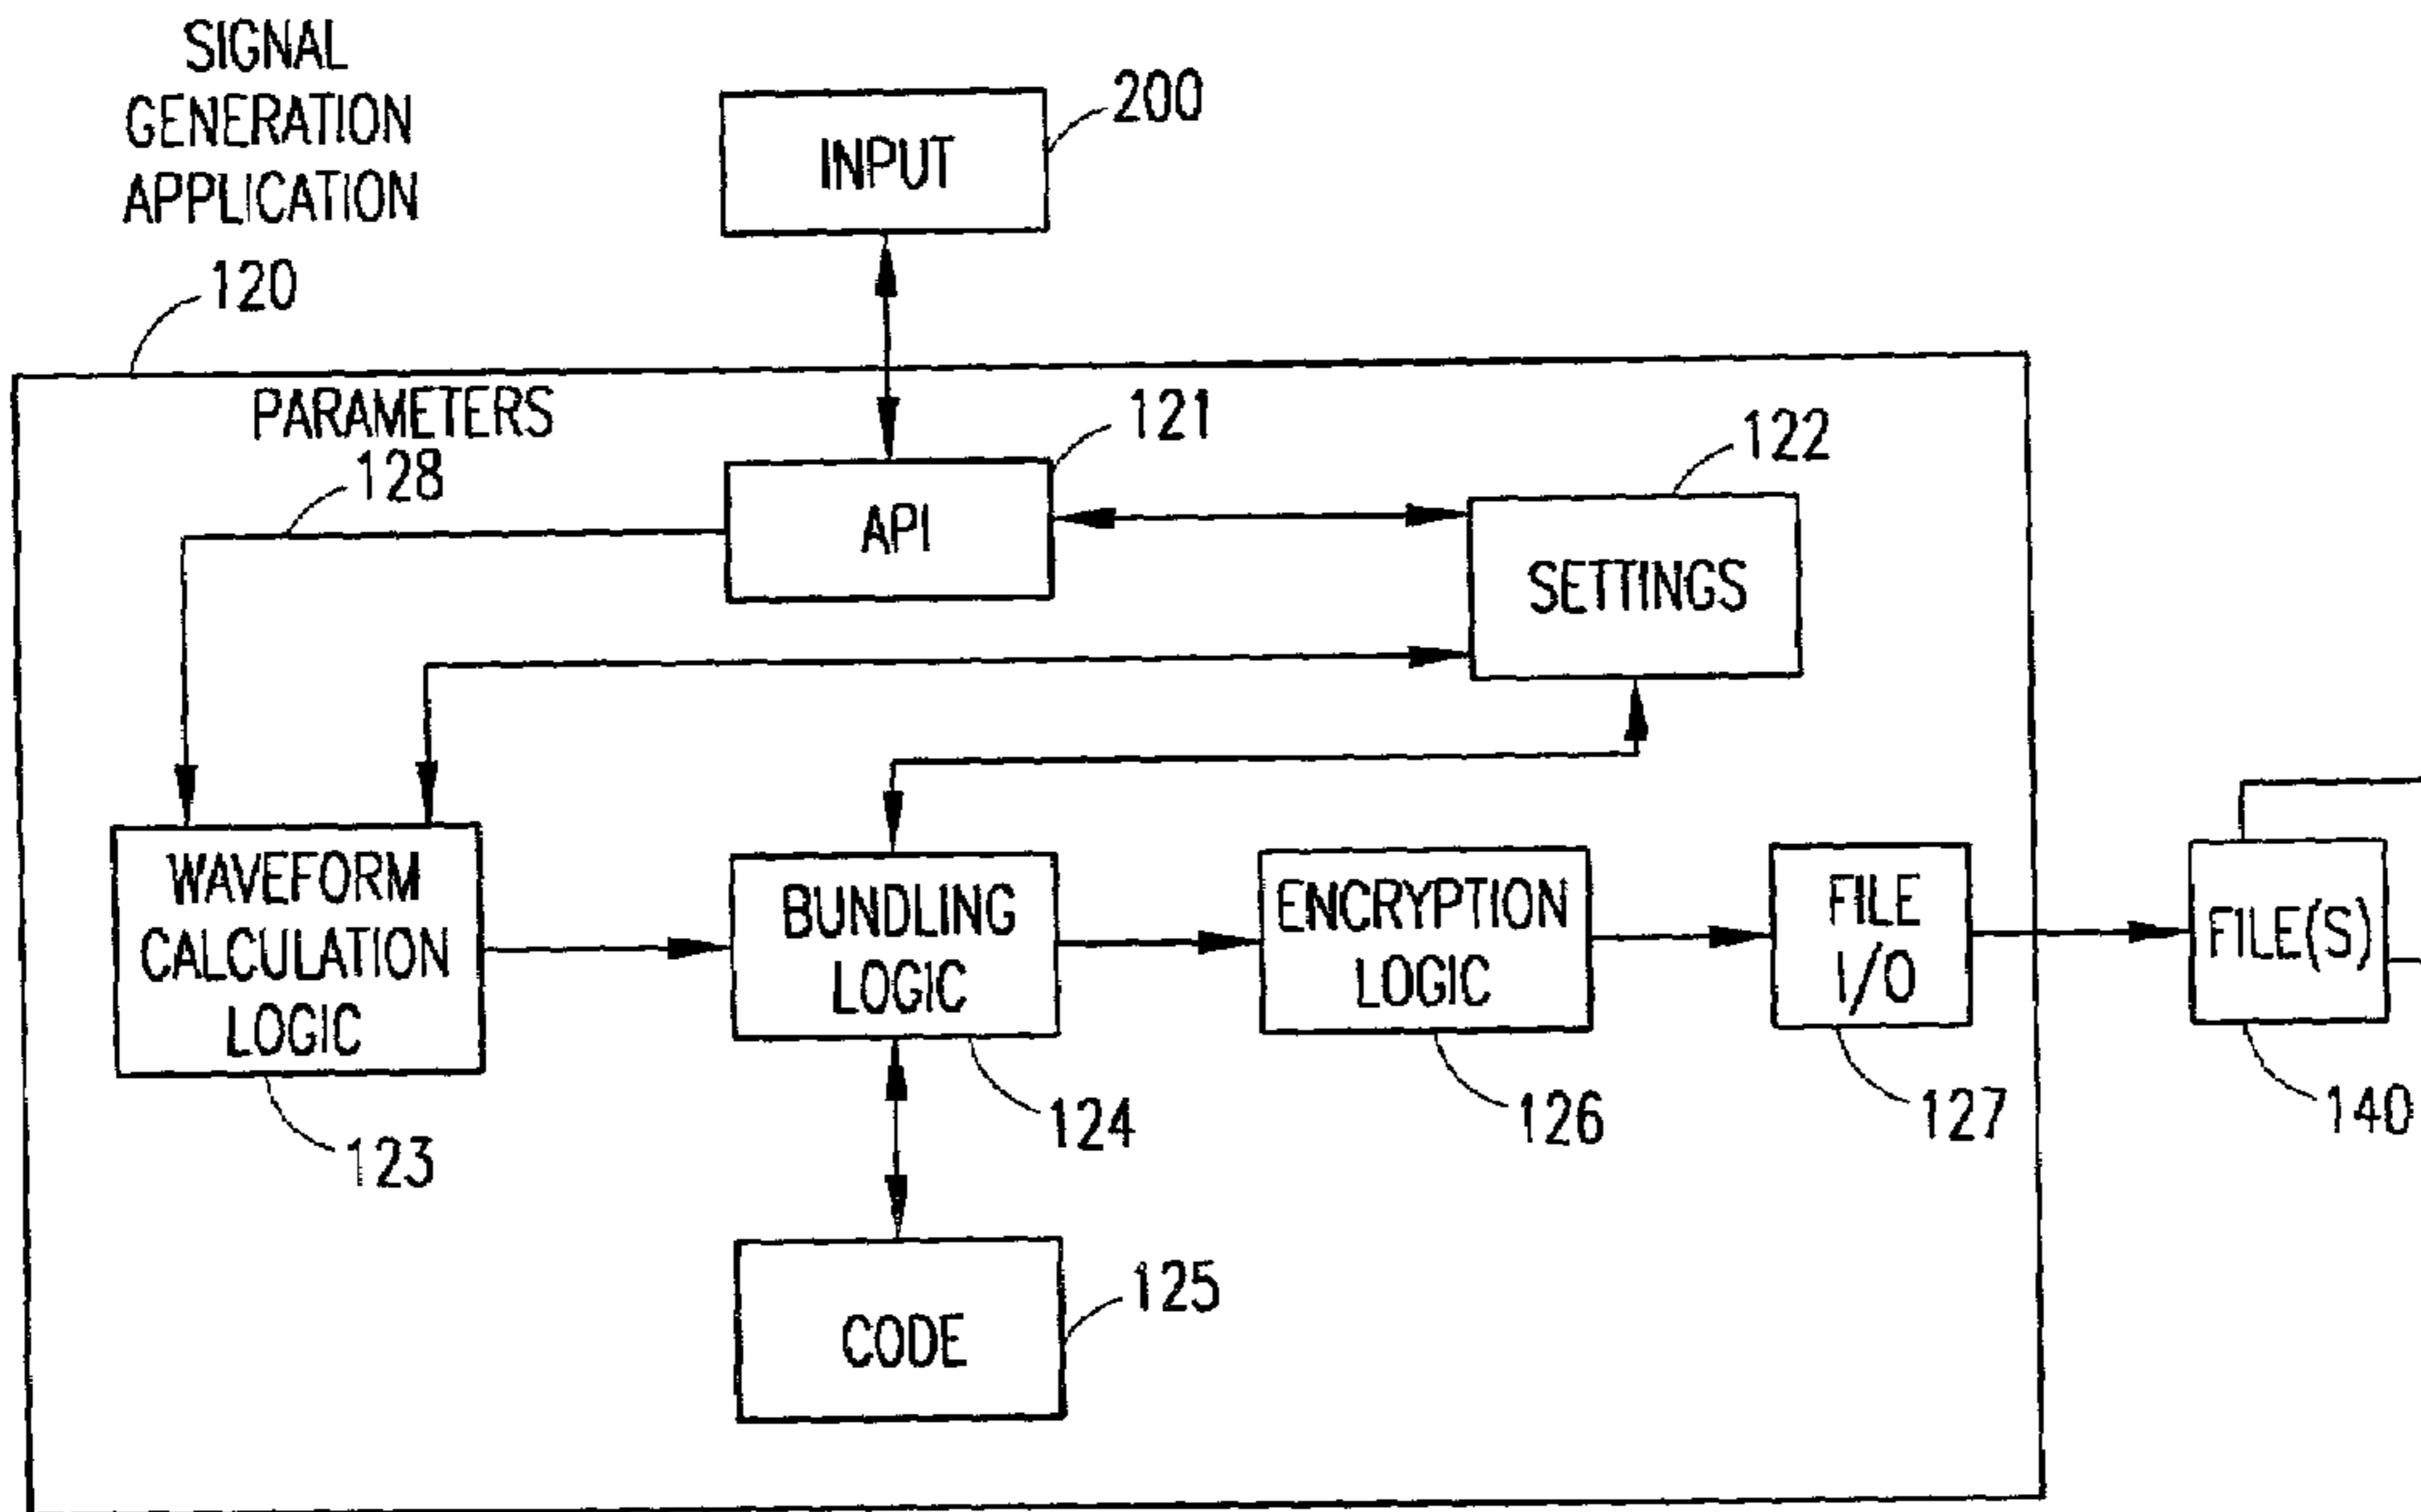 SIGNAL
GENERATION
APPLICATION
120
INPUT
200
PARAMETERS
128
API
121
SETTINGS
122
WAVEFORM
CALCULATION
LOGIC
123
BUNDLING
LOGIC
124
ENCRYPTION
LOGIC
126
FILE
I/O
127
FILE(S)
140
CODE
125